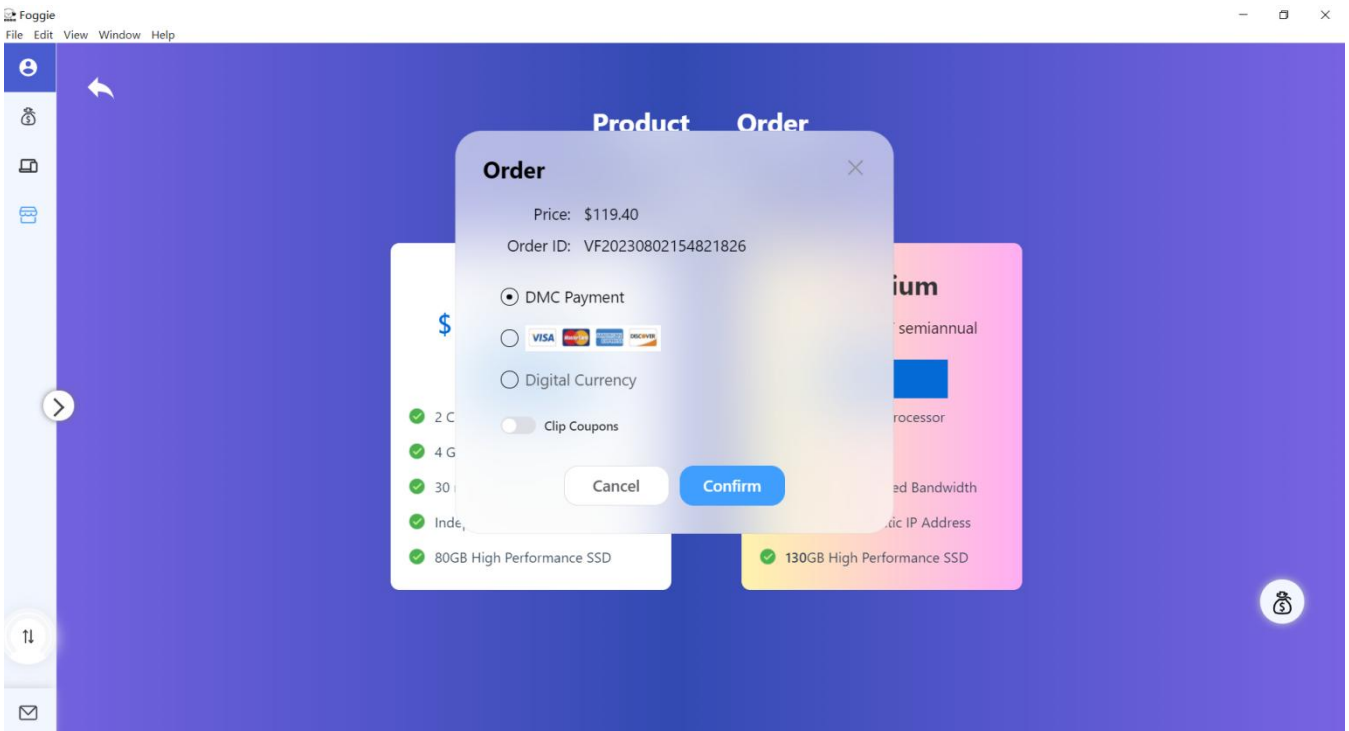 Foggie
File Edit View Window Help
Product Order
Order
Price: $119.40
Order ID: VF20230802154821826
DMC Payment
VISA MasterCard DISCOVER
Digital Currency
Clip Coupons
Cancel Confirm
$
2 C
4 G
30
Inde
80GB High Performance SSD
ium
semiannual
rocessor
ed Bandwidth
tic IP Address
130GB High Performance SSD